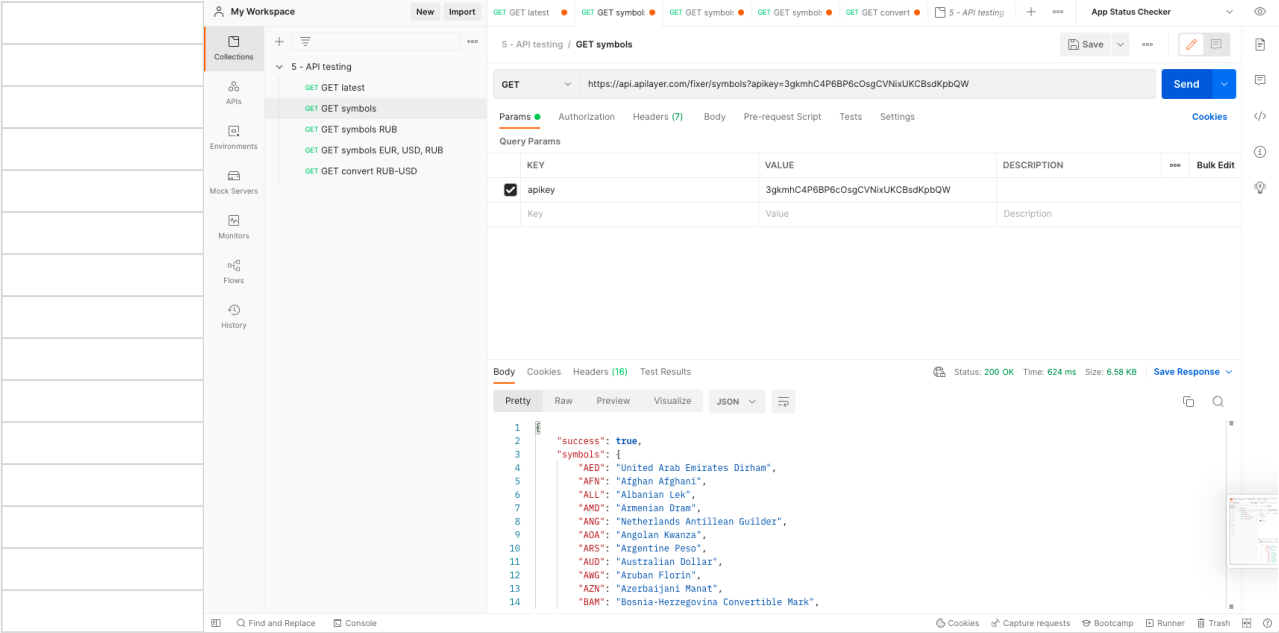 My Workspace
New
Import
GET GET latest
GET GET symbol
GET GET symbol
GET GET symbol
GET GET convert
5 - API testing
App Status Checker
Collections
APIs
Environments
Mock Servers
Monitors
Flows
History
5 - API testing
GET GET latest
GET GET symbols
GET GET symbols RUB
GET GET symbols EUR, USD, RUB
GET GET convert RUB-USD
5 - API testing / GET symbols
Save
GET
https://api.apilayer.com/fixer/symbols?apikey=3gkmhC4P6BP6cOsgCVNixUKCBsdKpbQW
Send
Params
Authorization
Headers (7)
Body
Pre-request Script
Tests
Settings
Cookies
Query Params
KEY VALUE DESCRIPTION Bulk Edit
apikey 3gkmhC4P6BP6cOsgCVNixUKCBsdKpbQW
Key Value Description
Body Cookies Headers (16) Test Results
Status: 200 OK Time: 624 ms Size: 6.58 KB Save Response
Pretty Raw Preview Visualize JSON
1 {
2 "success": true,
3 "symbols": {
4 "AED": "United Arab Emirates Dirham",
5 "AFN": "Afghan Afghani",
6 "ALL": "Albanian Lek",
7 "AMD": "Armenian Dram",
8 "ANG": "Netherlands Antillean Guilder",
9 "AOA": "Angolan Kwanza",
10 "ARS": "Argentine Peso",
11 "AUD": "Australian Dollar",
12 "AWG": "Aruban Florin",
13 "AZN": "Azerbaijani Manat",
14 "BAM": "Bosnia-Herzegovina Convertible Mark",
Find and Replace
Console
Cookies
Capture requests
Bootcamp
Runner
Trash